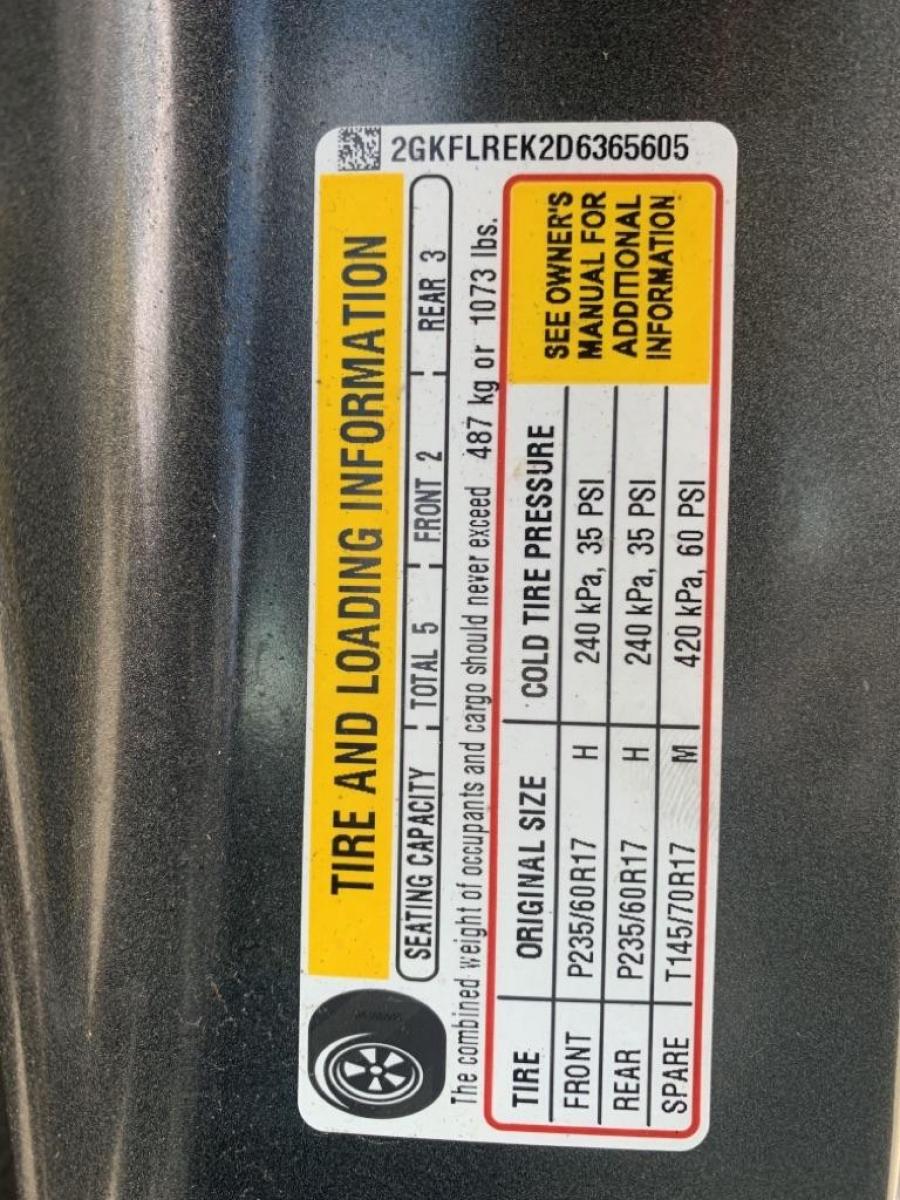 2GKFLREK2D6365605
TIRE AND LOADING INFORMATION
SEATING CAPACITY TOTAL 5 FRONT 2 REAR 3
The combined weight of occupants and cargo should never exceed 487 kg or 1073 lbs.
TIRE ORIGINAL SIZE COLD TIRE PRESSURE
FRONT P235/60R17 H 240 kPa, 35 PSI
REAR P235/60R17 H 240 kPa, 35 PSI
SPARE T145/70R17 M 420 kPa, 60 PSI
SEE OWNER'S
MANUAL FOR
ADDITIONAL
INFORMATION